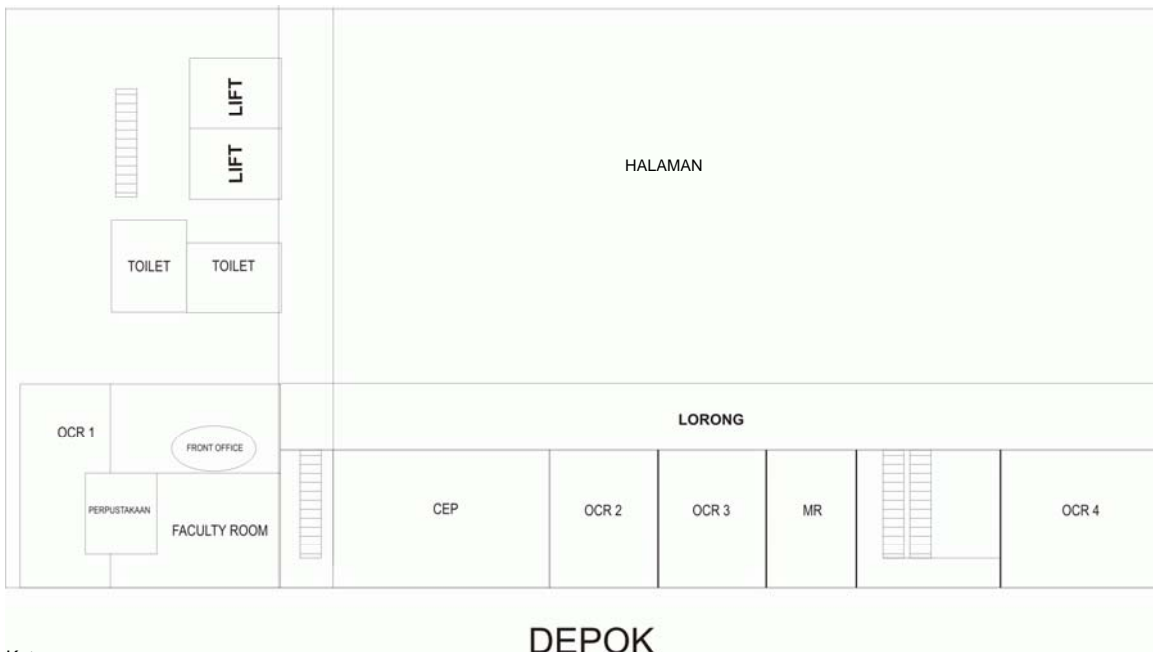 LIFT
LIFT
HALAMAN
TOILET
TOILET
LORONG
OCR 1
FRONT OFFICE
PERPUSTAKAAN
FACULTY ROOM
CEP
OCR 2
OCR 3
MR
OCR 4
DEPOK